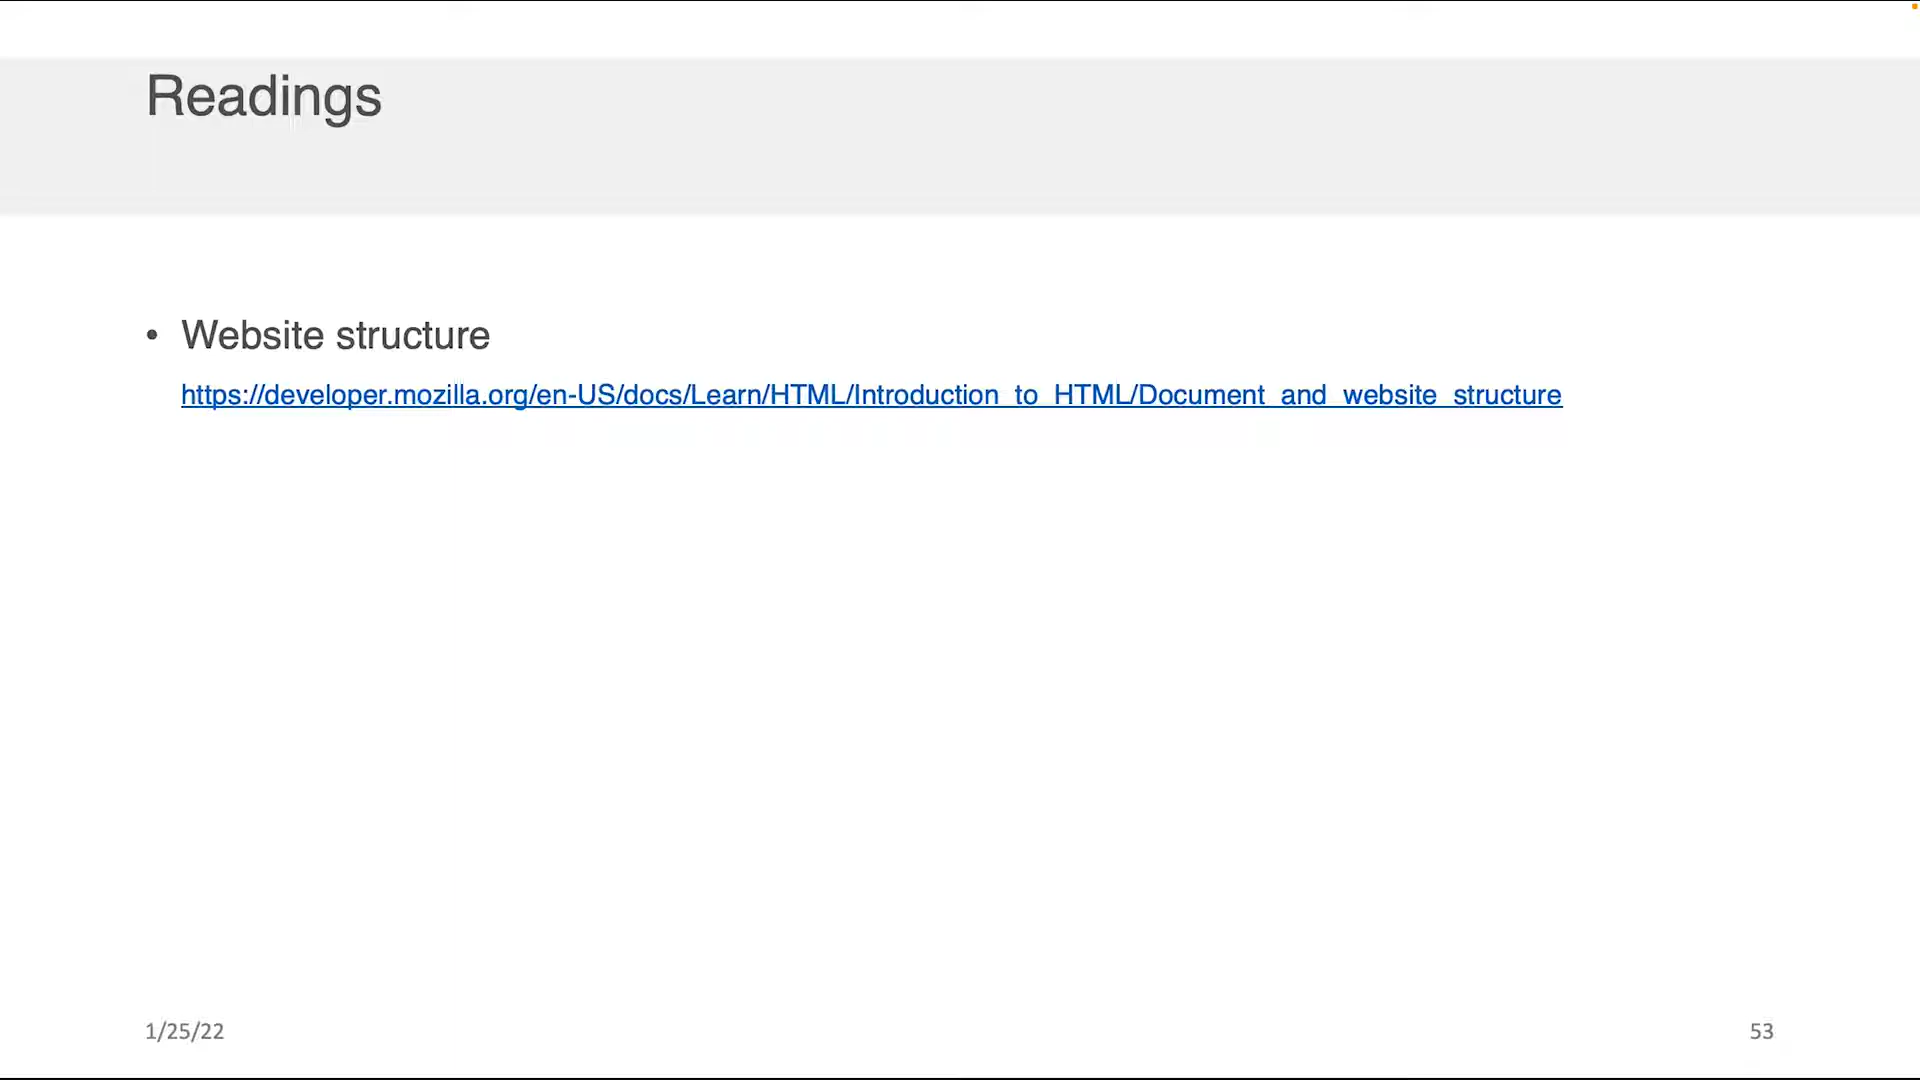 Readings
• Website structure
https://developer.mozilla.org/en-US/docs/Learn/HTML/Introduction_to_HTML/Document_and_website_structure
1/25/22
53